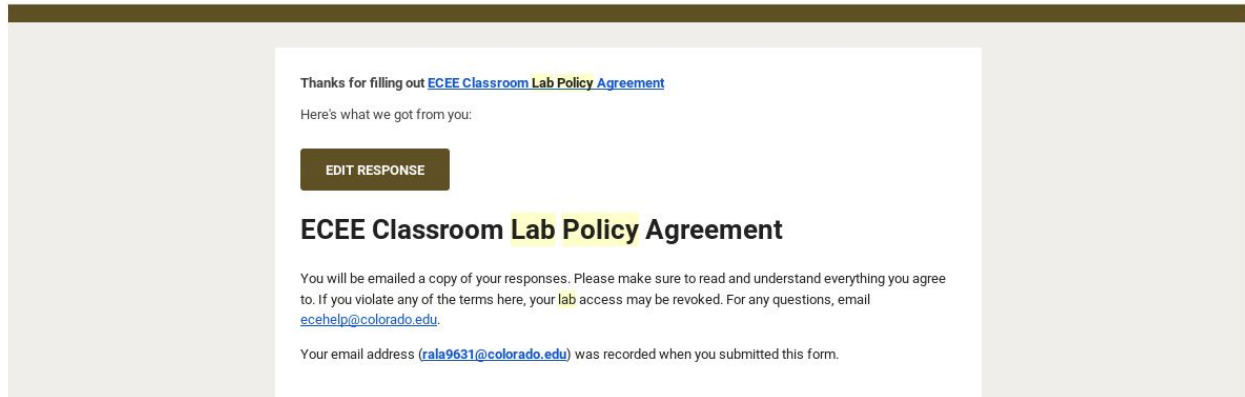 Thanks for filling out ECEE Classroom Lab Policy Agreement
Here's what we got from you:
EDIT RESPONSE
ECEE Classroom Lab Policy Agreement
You will be emailed a copy of your responses. Please make sure to read and understand everything you agree
to. If you violate any of the terms here, your lab access may be revoked. For any questions, email
ecehelp@colorado.edu.
Your email address (rala9631@colorado.edu) was recorded when you submitted this form.